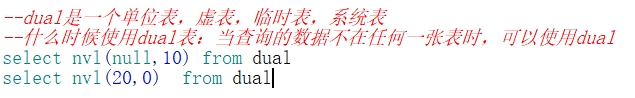 --dual是一个单位表，虚表，临时表，系统表
--什么时候使用dual表：当查询的数据不在任何一张表时，可以使用dual
select nvl(null,10) from dual
select nvl(20,0)  from dual